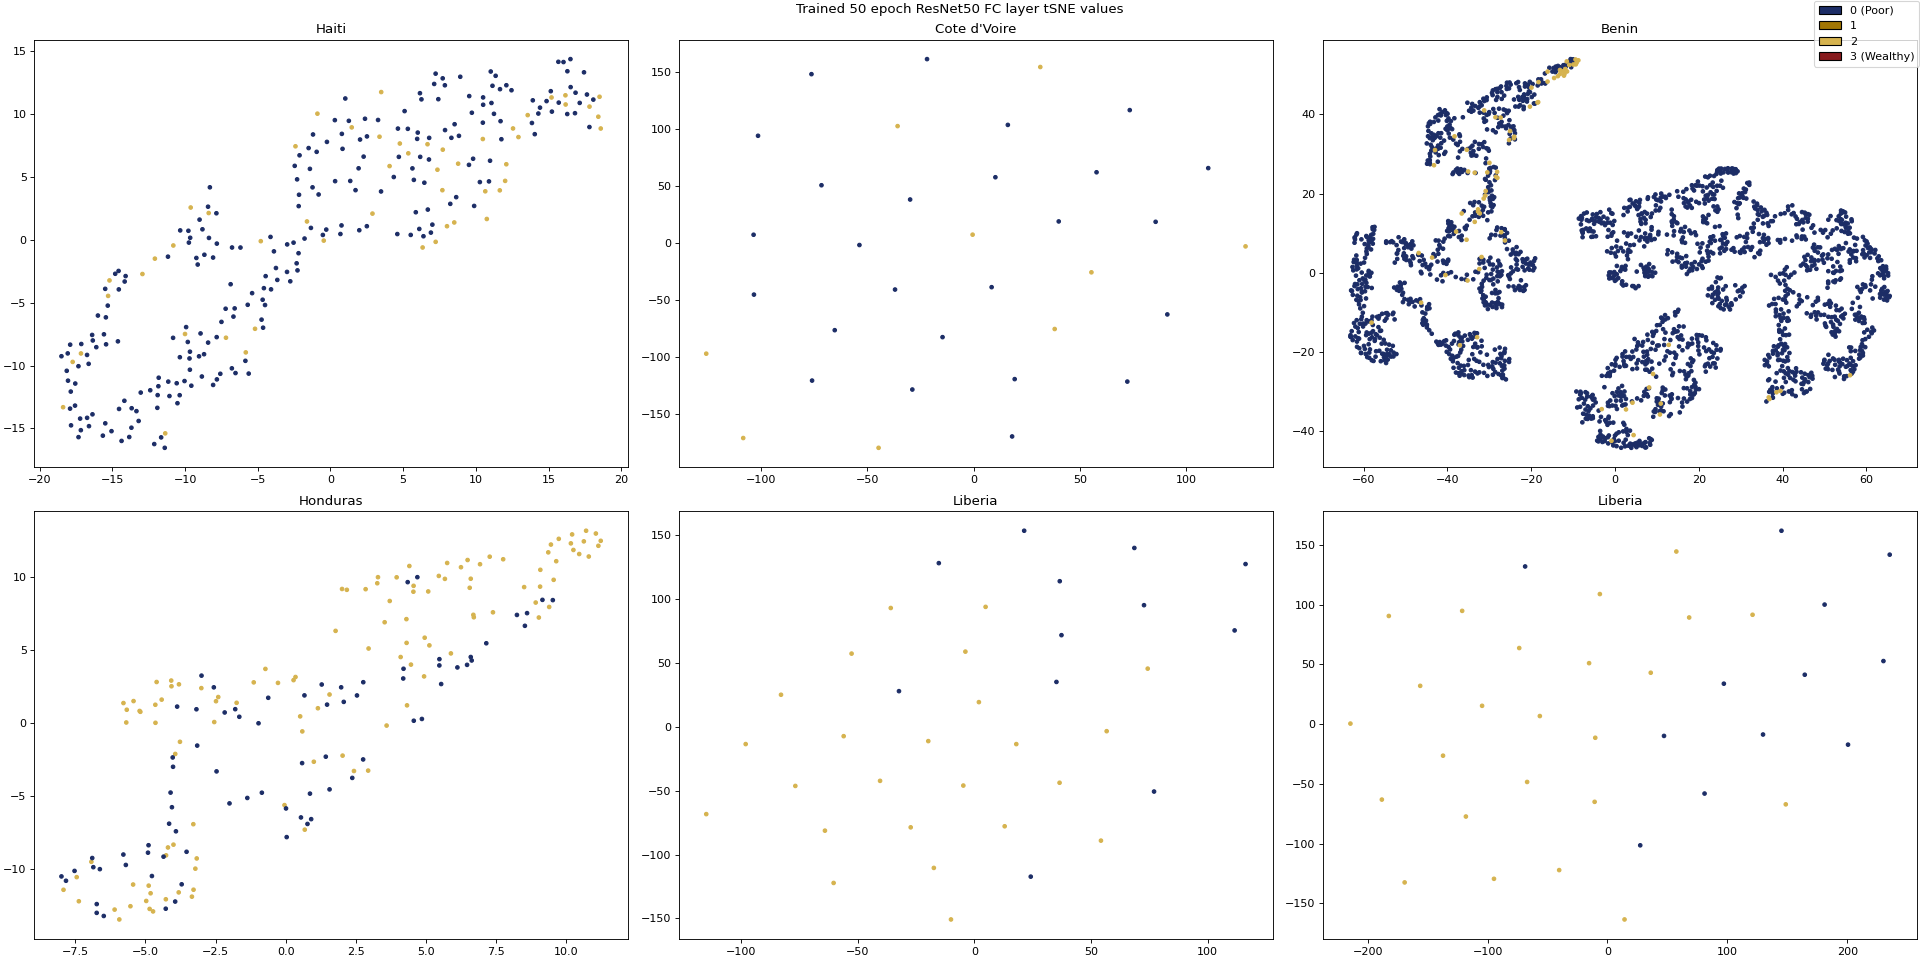 Trained 50 epoch ResNet50 FC layer tSNE values
0 (Poor)
1
2
3 (Wealthy)
Haiti
15
10
5
0
−5
−10
−15
−20 −15 −10 −5 0 5 10 15 20
Cote d'Voire
150
100
50
0
−50
−100
−150
−100 −50 0 50 100
Benin
40
20
0
−20
−40
−60 −40 −20 0 20 40 60
Honduras
10
5
0
−5
−10
−7.5 −5.0 −2.5 0.0 2.5 5.0 7.5 10.0
Liberia
150
100
50
0
−50
−100
−150
−100 −50 0 50 100
Liberia
150
100
50
0
−50
−100
−150
−200 −100 0 100 200